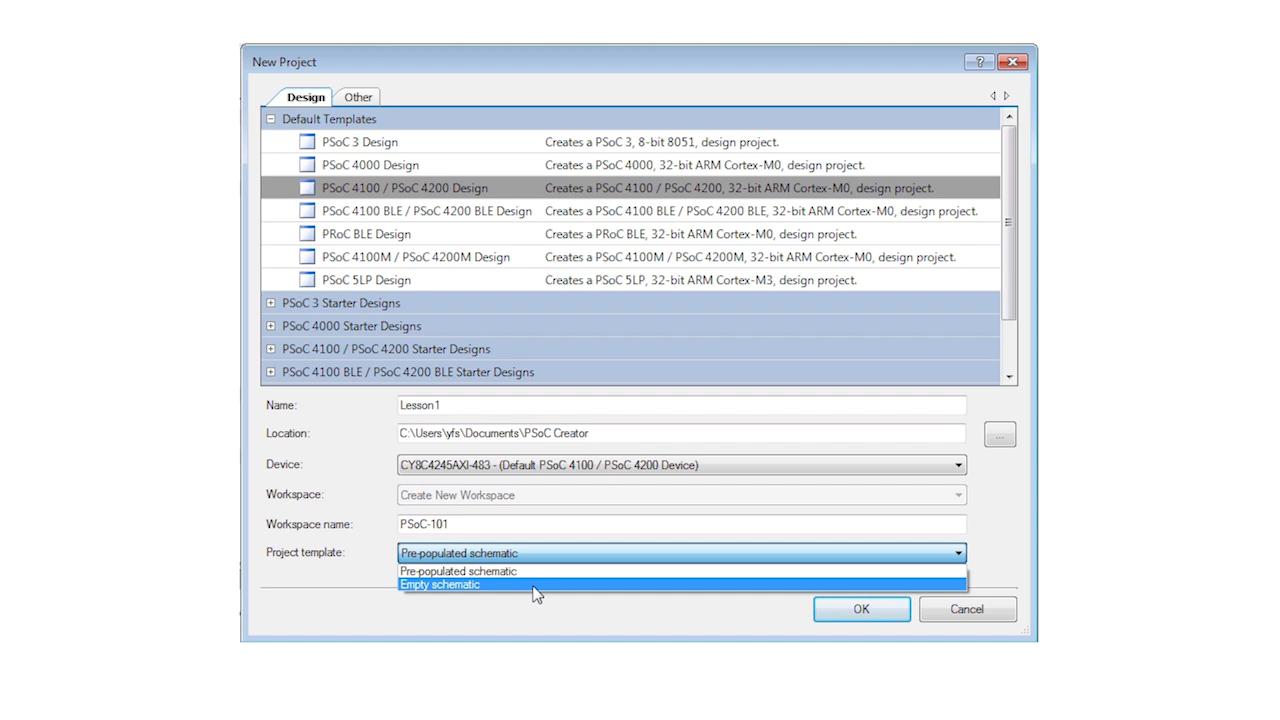 New Project
Design Other
Default Templates
PSoC 3 Design Creates a PSoC 3, 8-bit 8051, design project.
PSoC 4000 Design Creates a PSoC 4000, 32-bit ARM Cortex-M0, design project.
PSoC 4100 / PSoC 4200 Design Creates a PSoC 4100 / PSoC 4200, 32-bit ARM Cortex-M0, design project.
PSoC 4100 BLE / PSoC 4200 BLE Design Creates a PSoC 4100 BLE / PSoC 4200 BLE, 32-bit ARM Cortex-M0, design project.
PRoC BLE Design Creates a PRoC BLE, 32-bit ARM Cortex-M0, design project.
PSoC 4100M / PSoC 4200M Design Creates a PSoC 4100M / PSoC 4200M, 32-bit ARM Cortex-M0, design project.
PSoC 5LP Design Creates a PSoC 5LP, 32-bit ARM Cortex-M3, design project.
PSoC 3 Starter Designs
PSoC 4000 Starter Designs
PSoC 4100 / PSoC 4200 Starter Designs
PSoC 4100 BLE / PSoC 4200 BLE Starter Designs
Name: Lesson1
Location: C:\Users\yfs\Documents\PSoC Creator ...
Device: CY8C4245AXI-483 - (Default PSoC 4100 / PSoC 4200 Device)
Workspace: Create New Workspace
Workspace name: PSoC-101
Project template: Pre-populated schematic
Pre-populated schematic
Empty schematic
OK Cancel